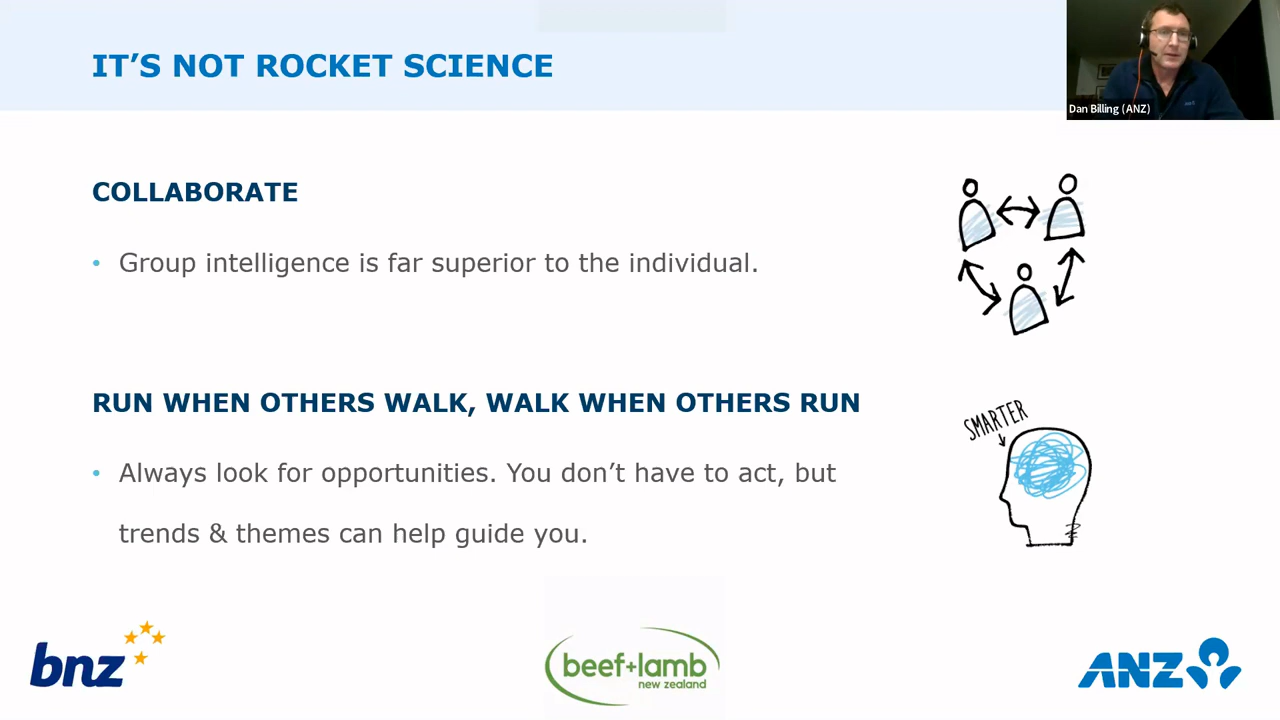 IT’S NOT ROCKET SCIENCE
Dan Billing (ANZ)
COLLABORATE
• Group intelligence is far superior to the individual.
RUN WHEN OTHERS WALK, WALK WHEN OTHERS RUN
• Always look for opportunities. You don’t have to act, but
trends & themes can help guide you.
SMARTER
bnz
beef+lamb
new zealand
ANZ